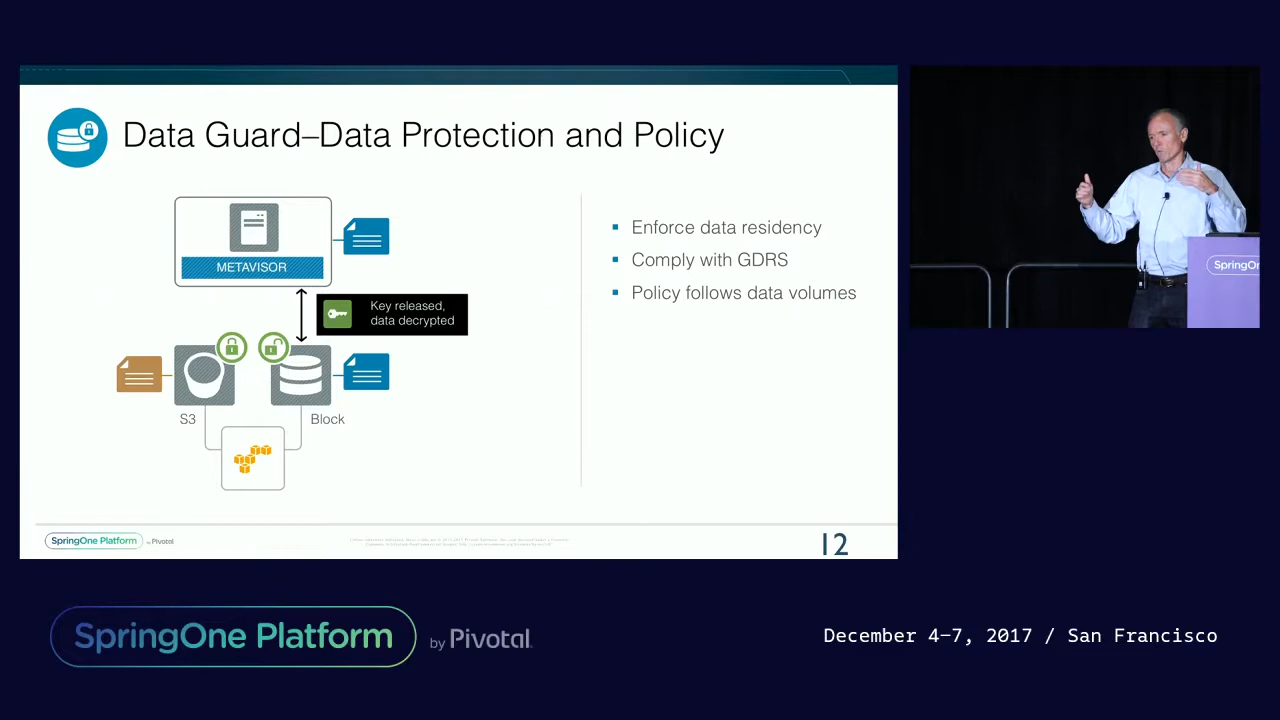 Data Guard–Data Protection and Policy
METAVISOR
Key released,
data decrypted
S3
Block
Enforce data residency
Comply with GDRS
Policy follows data volumes
SpringOne Platform
by Pivotal
12
SpringOne
SpringOne Platform
by Pivotal
December 4–7, 2017 / San Francisco